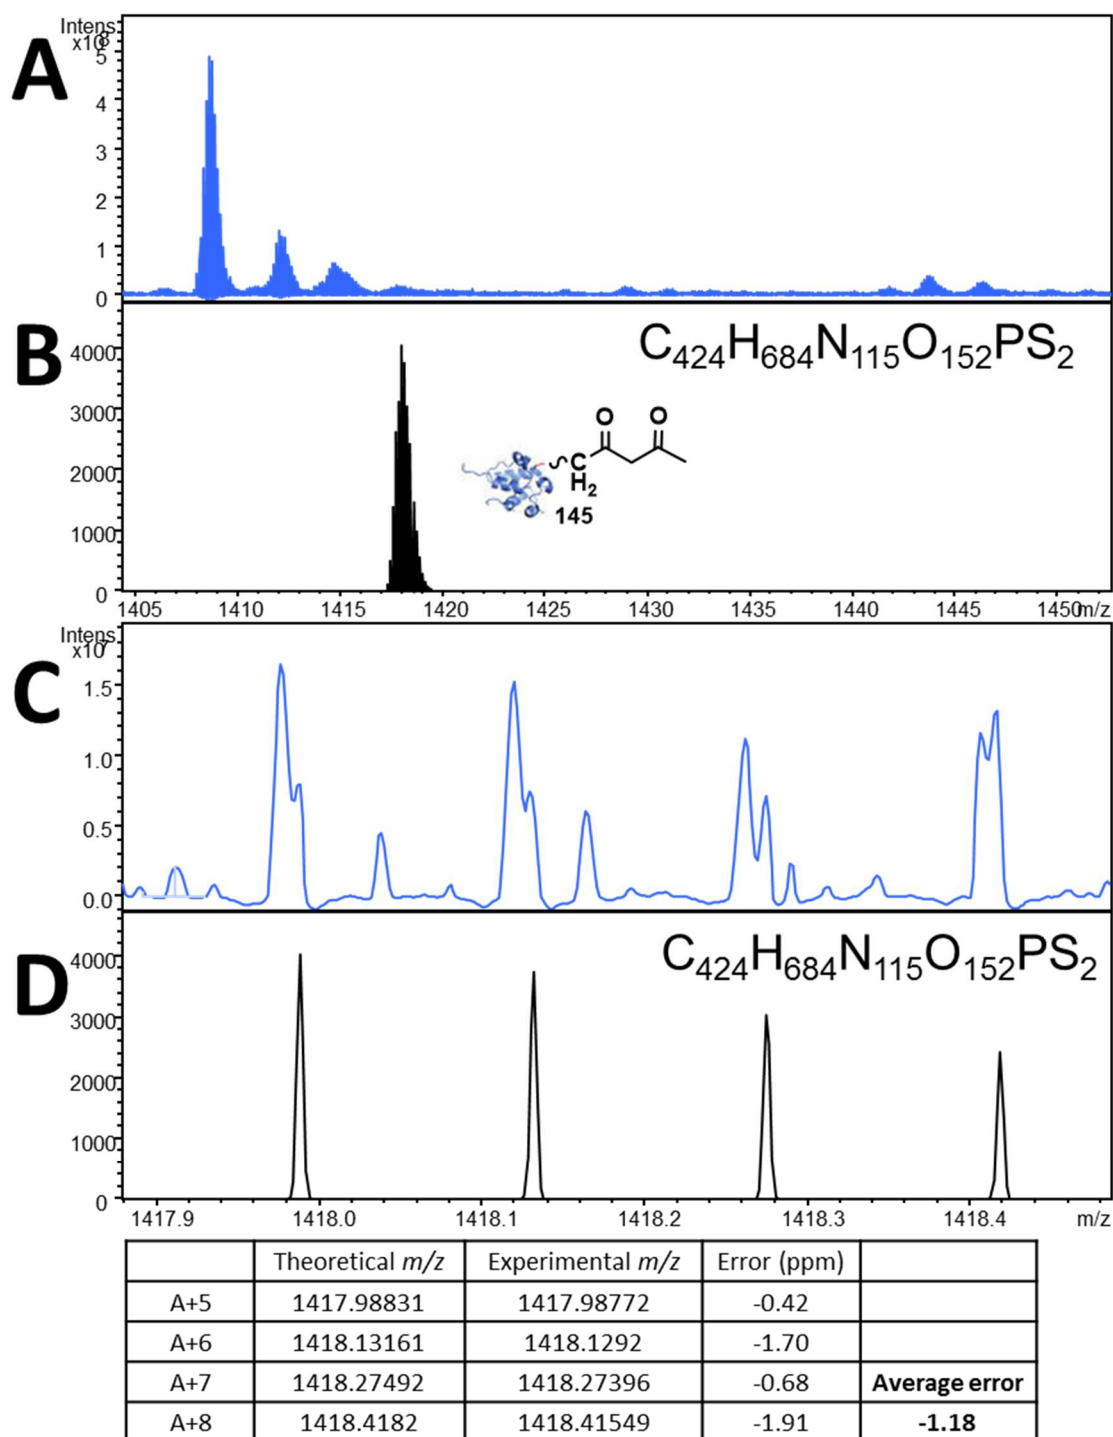 Intens.
x10⁸
A
5
4
3
2
1
0
B
C₄₂₄H₆₈₄N₁₁₅O₁₅₂PS₂
4000
3000
2000
1000
0
O O
C
H₂
145
1405 1410 1415 1420 1425 1430 1435 1440 1445 1450 m/z
Intens.
x10⁷
C
1.5
1.0
0.5
0.0
D
C₄₂₄H₆₈₄N₁₁₅O₁₅₂PS₂
4000
3000
2000
1000
0
1417.9 1418.0 1418.1 1418.2 1418.3 1418.4 m/z
Theoretical m/z Experimental m/z Error (ppm)
A+5 1417.98831 1417.98772 -0.42
A+6 1418.13161 1418.1292 -1.70
A+7 1418.27492 1418.27396 -0.68 Average error
A+8 1418.4182 1418.41549 -1.91 -1.18